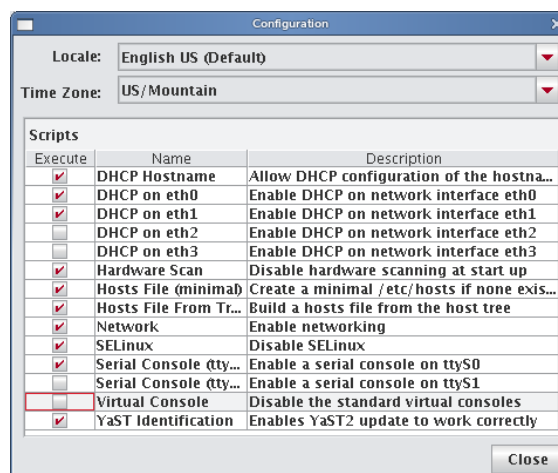 Configuration
Locale: English US (Default)
Time Zone: US/Mountain
Scripts
Execute Name Description
DHCP Hostname Allow DHCP configuration of the hostna...
DHCP on eth0 Enable DHCP on network interface eth0
DHCP on eth1 Enable DHCP on network interface eth1
DHCP on eth2 Enable DHCP on network interface eth2
DHCP on eth3 Enable DHCP on network interface eth3
Hardware Scan Disable hardware scanning at start up
Hosts File (minimal) Create a minimal /etc/hosts if none exis...
Hosts File From Tr... Build a hosts file from the host tree
Network Enable networking
SELinux Disable SELinux
Serial Console (tty... Enable a serial console on ttyS0
Serial Console (tty... Enable a serial console on ttyS1
Virtual Console Disable the standard virtual consoles
YaST Identification Enables YaST2 update to work correctly
Close